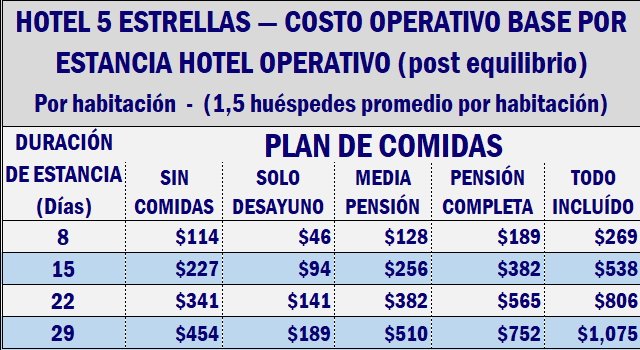 HOTEL 5 ESTRELLAS — COSTO OPERATIVO BASE POR
ESTANCIA HOTEL OPERATIVO (post equilibrio)
Por habitación - (1,5 huéspedes promedio por habitación)
DURACIÓN
DE ESTANCIA
(Días)
PLAN DE COMIDAS
SIN
COMIDAS
SOLO
DESAYUNO
MEDIA
PENSIÓN
PENSIÓN
COMPLETA
TODO
INCLUÍDO
8 $114 $46 $128 $189 $269
15 $227 $94 $256 $382 $538
22 $341 $141 $382 $565 $806
29 $454 $189 $510 $752 $1,075